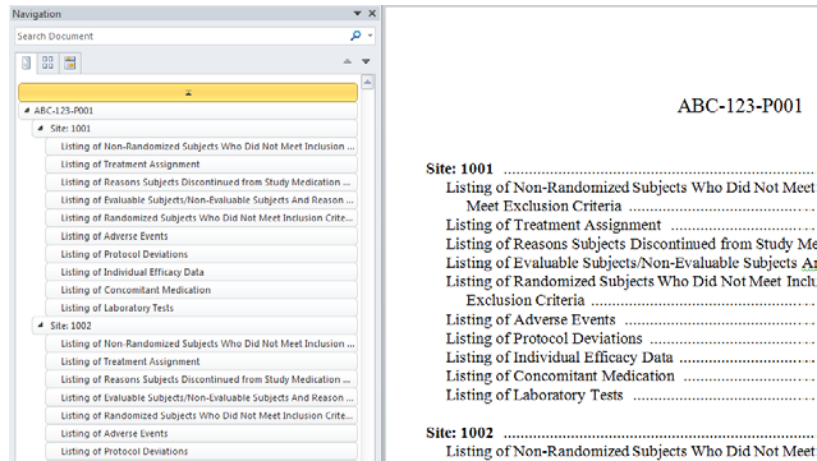 Navigation
Search Document
ABC-123-P001
Site: 1001
Listing of Non-Randomized Subjects Who Did Not Meet Inclusion ...
Listing of Treatment Assignment
Listing of Reasons Subjects Discontinued from Study Medication ...
Listing of Evaluable Subjects/Non-Evaluable Subjects And Reason ...
Listing of Randomized Subjects Who Did Not Meet Inclusion Crite...
Listing of Adverse Events
Listing of Protocol Deviations
Listing of Individual Efficacy Data
Listing of Concomitant Medication
Listing of Laboratory Tests
Site: 1002
Listing of Non-Randomized Subjects Who Did Not Meet Inclusion ...
Listing of Treatment Assignment
Listing of Reasons Subjects Discontinued from Study Medication ...
Listing of Evaluable Subjects/Non-Evaluable Subjects And Reason ...
Listing of Randomized Subjects Who Did Not Meet Inclusion Crite...
Listing of Adverse Events
Listing of Protocol Deviations
ABC-123-P001
Site: 1001 ................................................
Listing of Non-Randomized Subjects Who Did Not Meet
Meet Exclusion Criteria ................................
Listing of Treatment Assignment ........................
Listing of Reasons Subjects Discontinued from Study Me
Listing of Evaluable Subjects/Non-Evaluable Subjects An
Listing of Randomized Subjects Who Did Not Meet Inclu
Exclusion Criteria .....................................
Listing of Adverse Events ..............................
Listing of Protocol Deviations .........................
Listing of Individual Efficacy Data ....................
Listing of Concomitant Medication ......................
Listing of Laboratory Tests ............................
Site: 1002 ................................................
Listing of Non-Randomized Subjects Who Did Not Meet